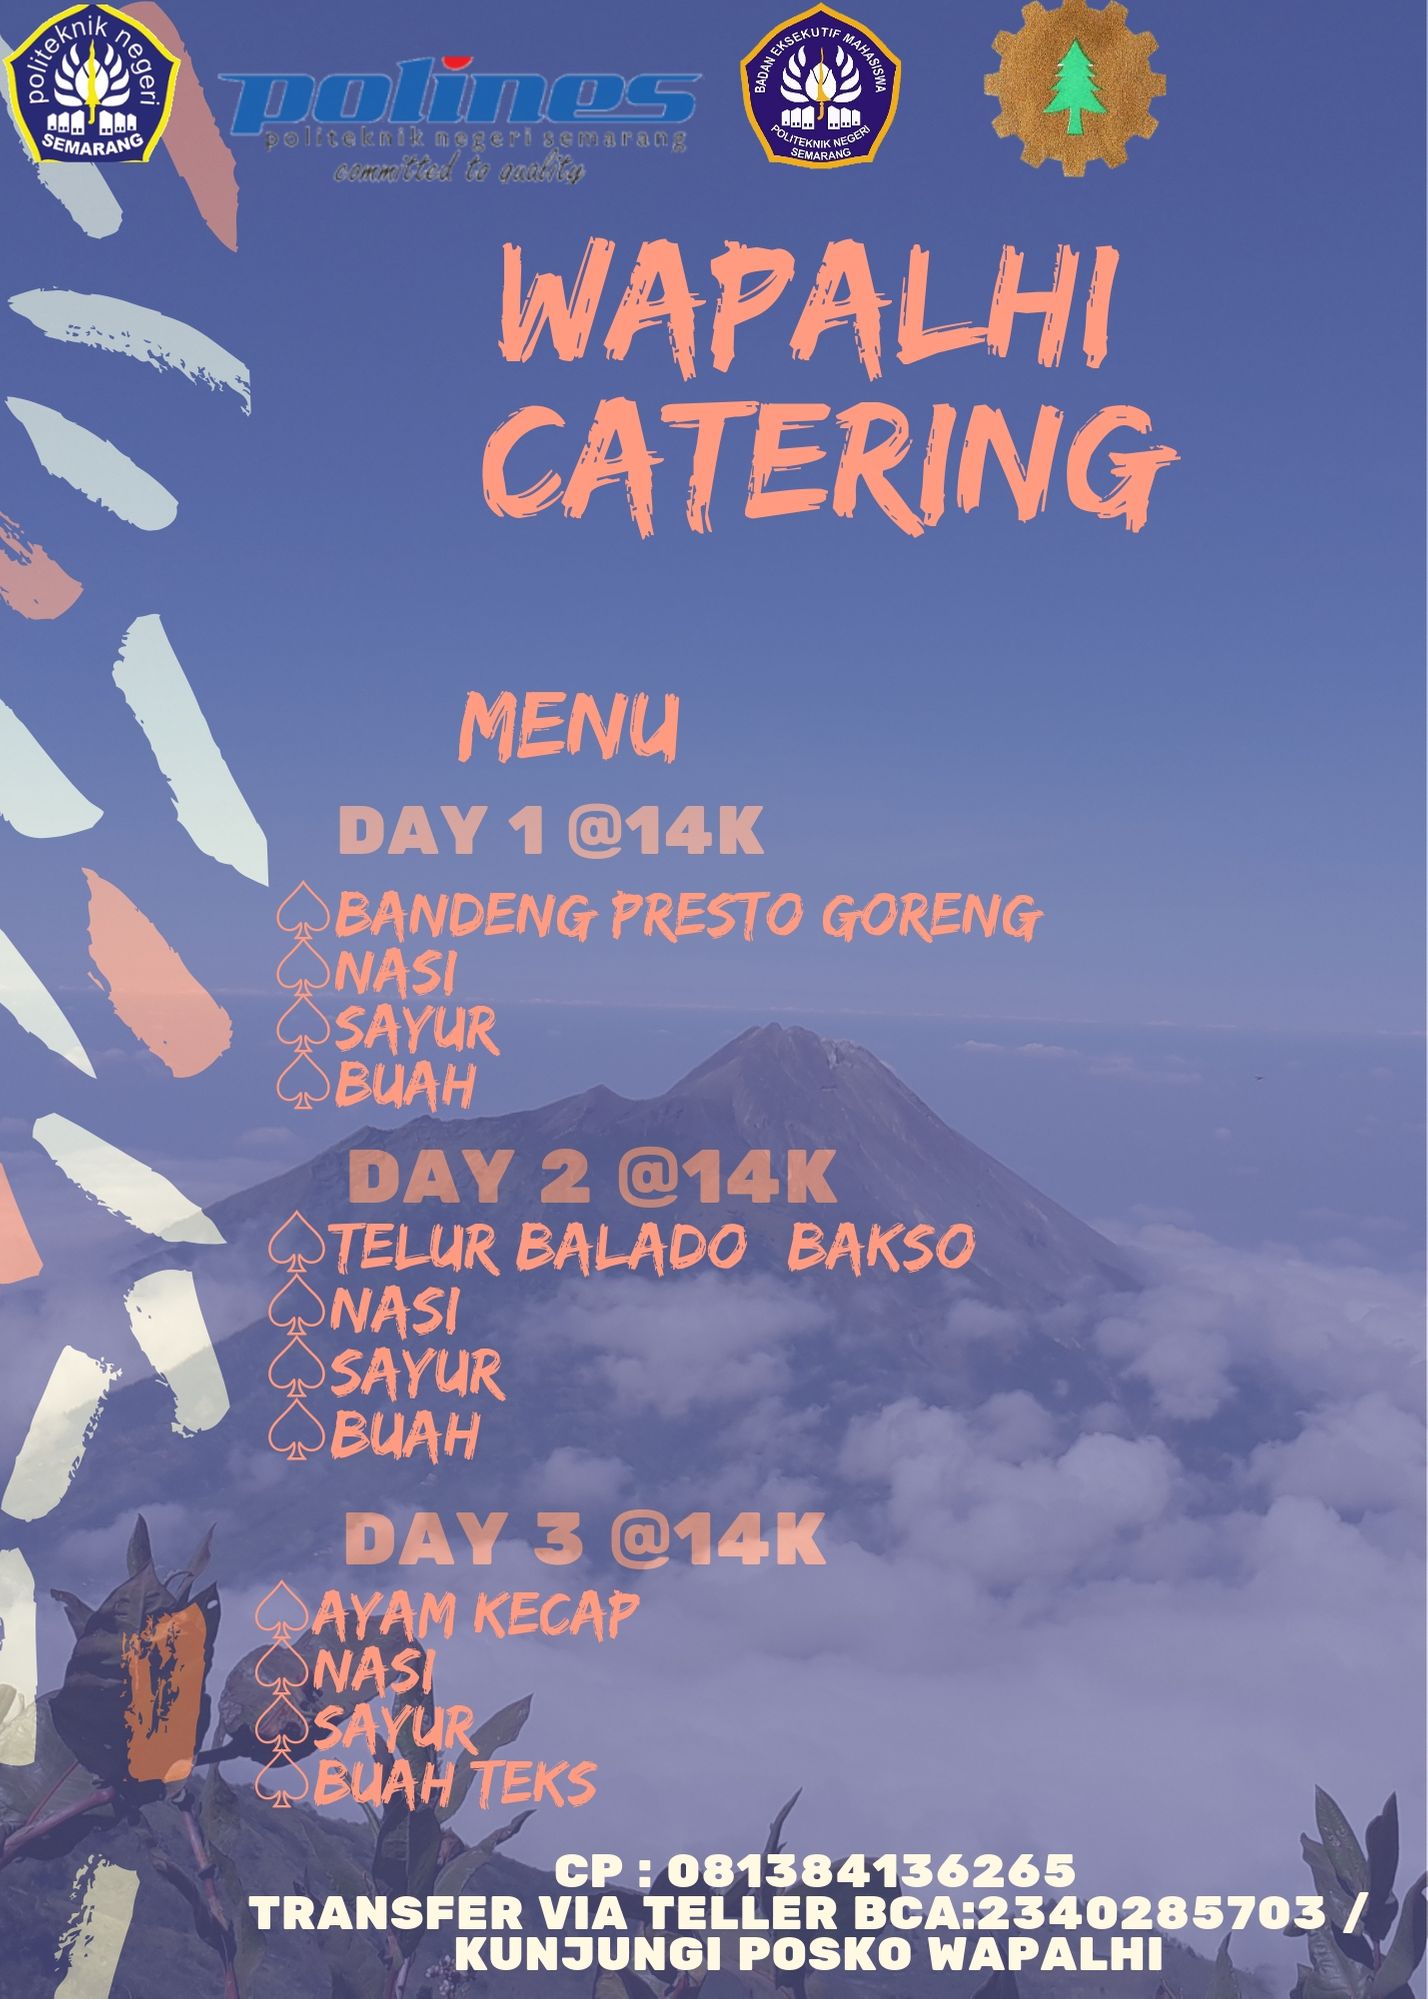 politeknik negeri
SEMARANG
polines
politeknik negeri semarang
committed to quality
BADAN EKSEKUTIF MAHASISWA
POLITEKNIK NEGERI
SEMARANG
WAPALHI
CATERING
MENU
DAY 1 @14K
♤BANDENG PRESTO GORENG
♤NASI
♤SAYUR
♤BUAH
DAY 2 @14K
♤TELUR BALADO BAKSO
♤NASI
♤SAYUR
♤BUAH
DAY 3 @14K
♤AYAM KECAP
♤NASI
♤SAYUR
♤BUAH TEKS
CP : 081384136265
TRANSFER VIA TELLER BCA:2340285703 /
KUNJUNGI POSKO WAPALHI